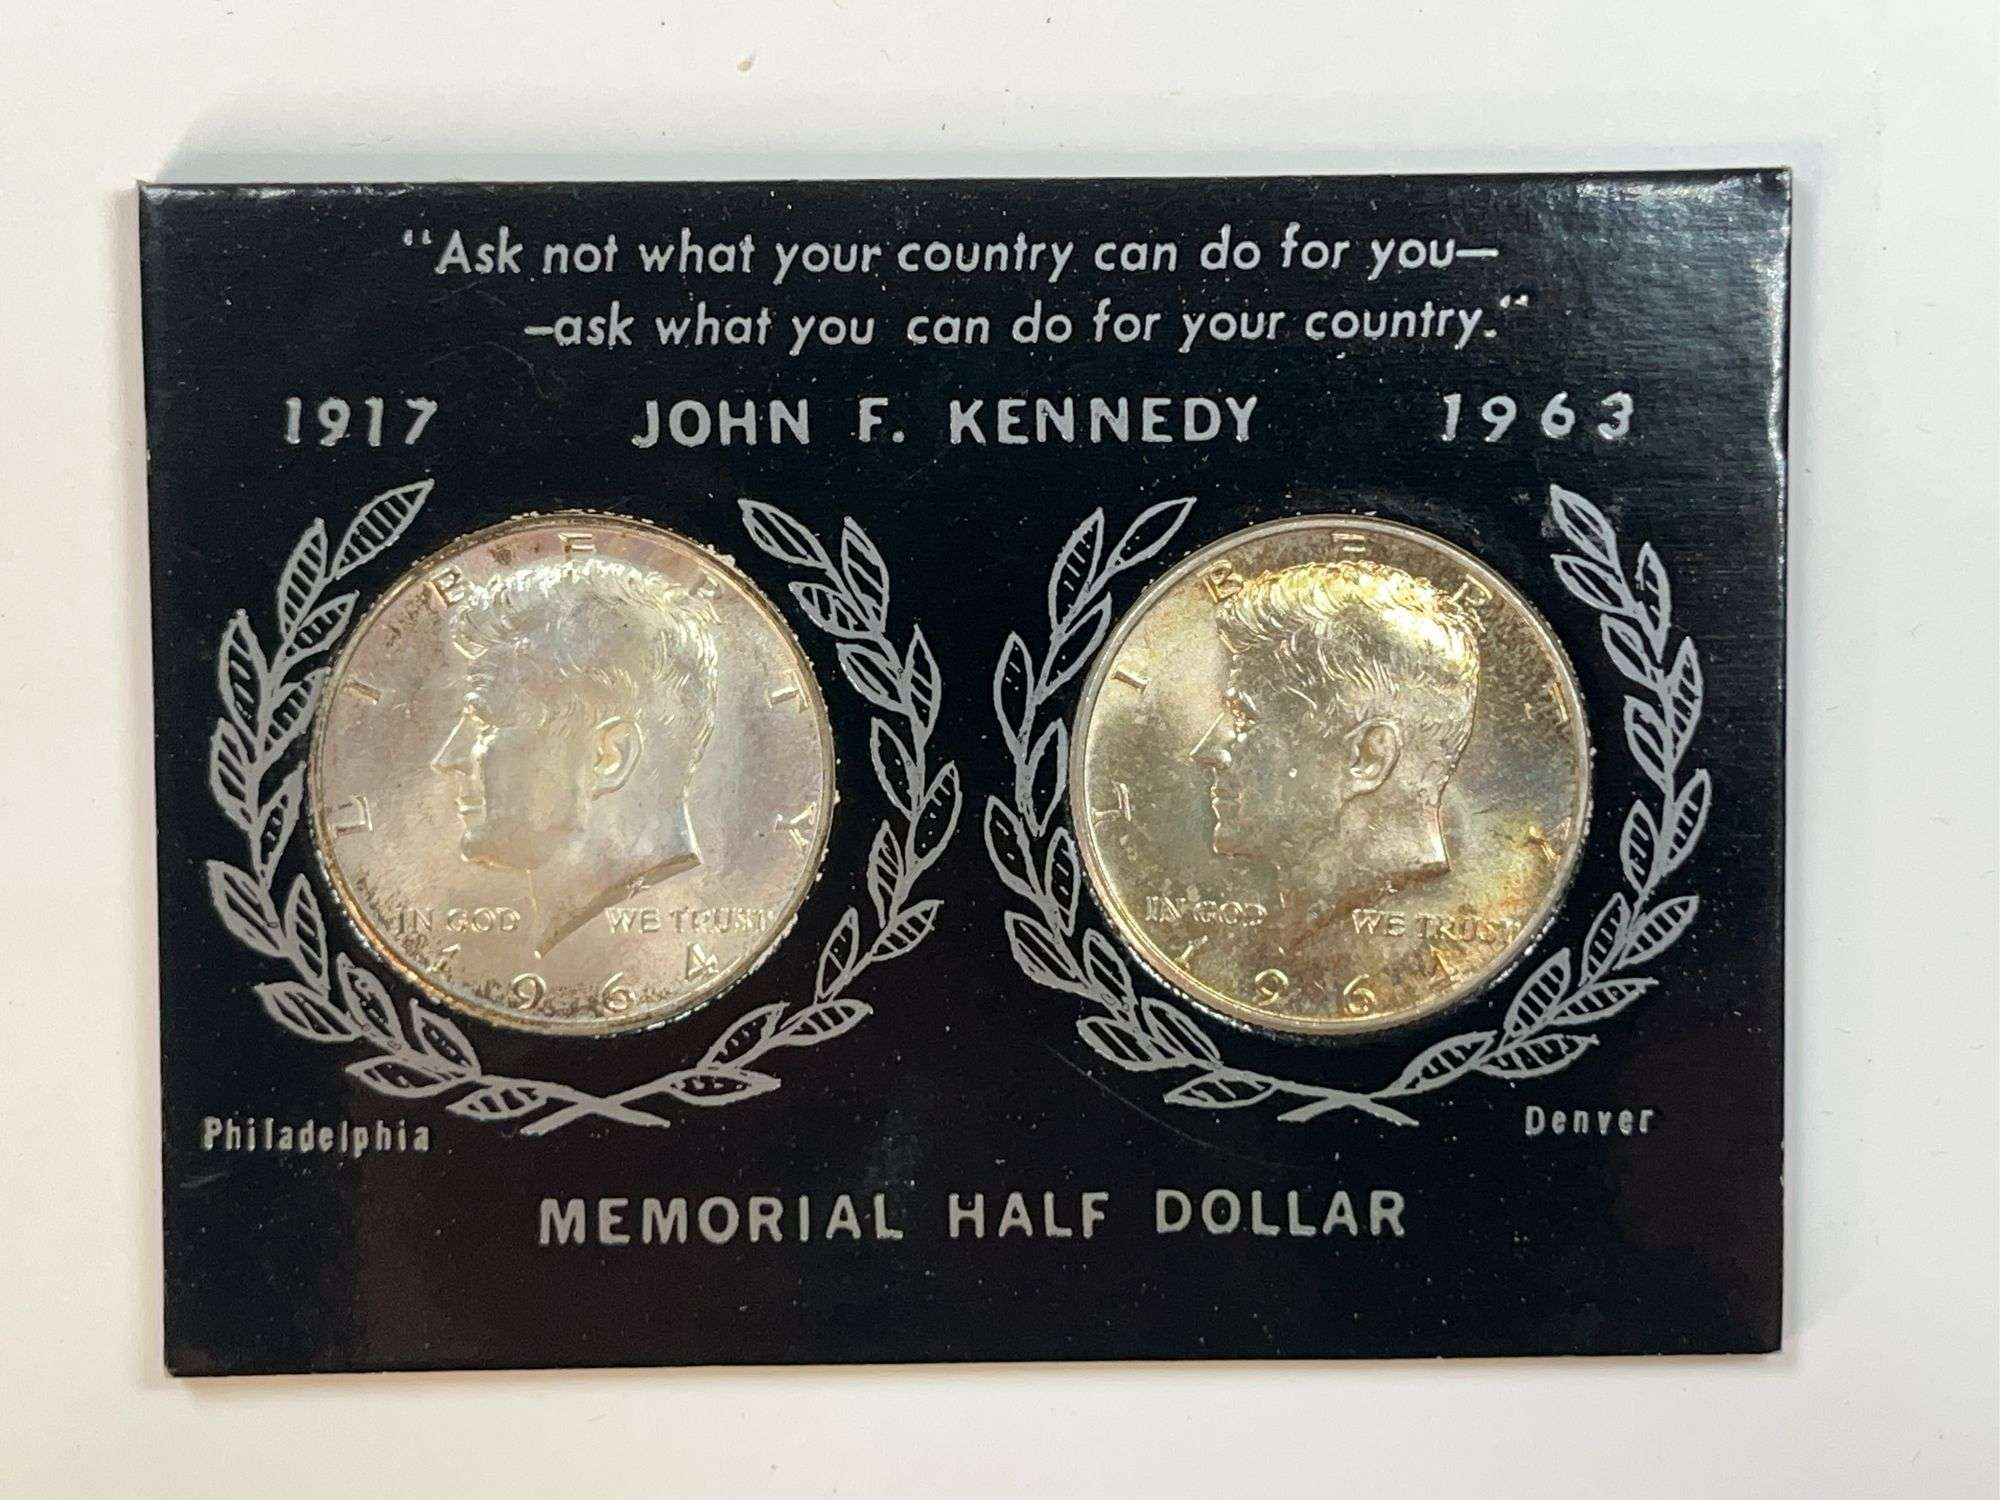 “Ask not what your country can do for you—
—ask what you can do for your country.“
1917 JOHN F. KENNEDY 1963
LIBERTY
IN GOD WE TRUST
1964
LIBERTY
IN GOD WE TRUST
1964
Philadelphia
Denver
MEMORIAL HALF DOLLAR